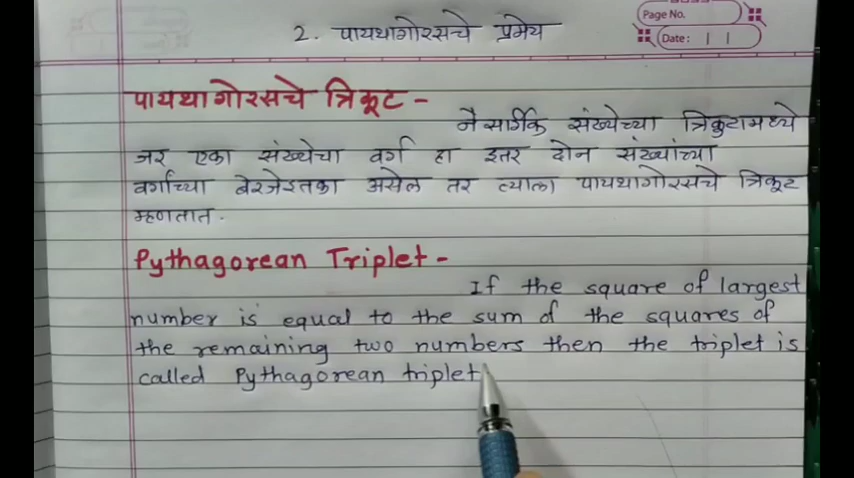 Page No.
Date: | |
2. पायथागोरसचे प्रमेय
पायथागोरसचे त्रिकूट -
नैसर्गिक संख्येच्या त्रिकुटामध्ये
जर एका संख्येचा वर्ग हा इतर दोन संख्यांच्या
वर्गाच्या बेरजेइतका असेल तर त्याला पायथागोरसचे त्रिकूट
म्हणतात.
Pythagorean Triplet -
If the square of largest
number is equal to the sum of the squares of
the remaining two numbers then the triplet is
called Pythagorean triplet